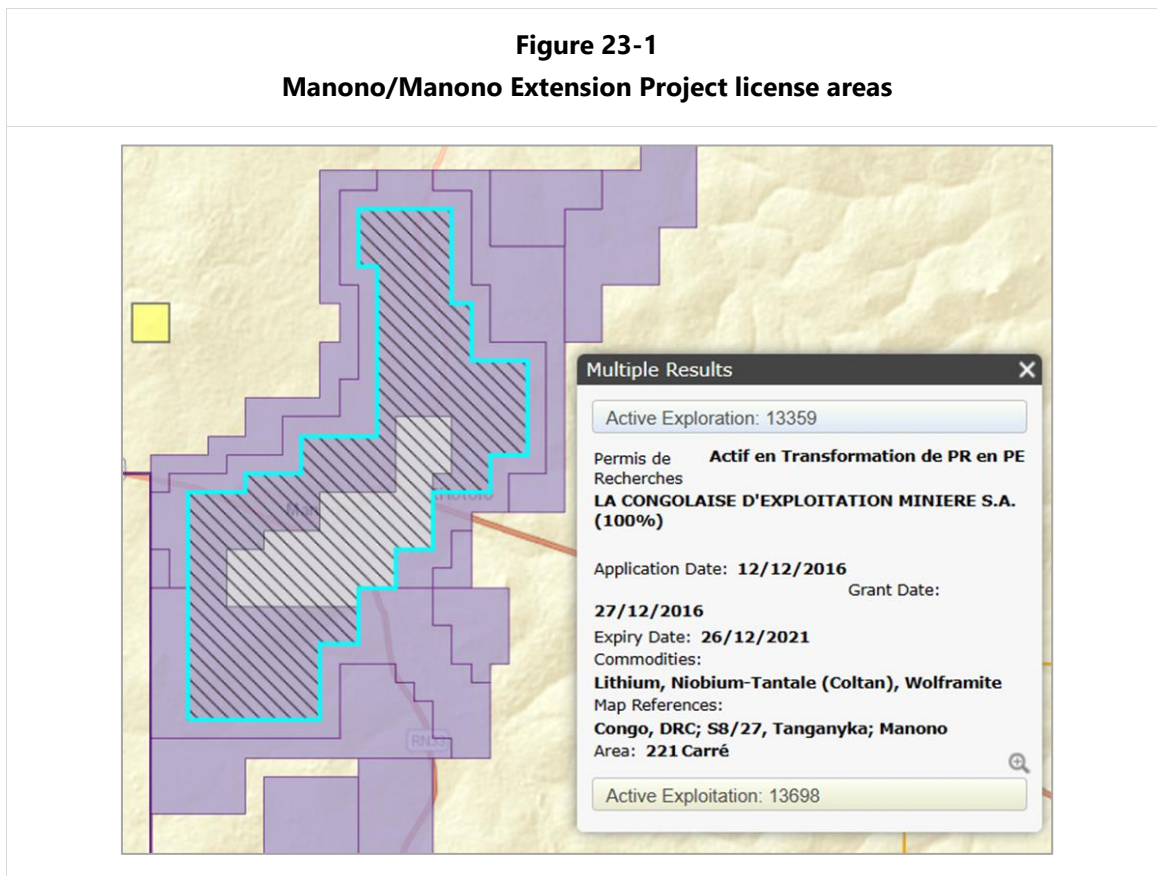 Figure 23-1
Manono/Manono Extension Project license areas
Multiple Results
Active Exploration: 13359
Permis de Recherches Actif en Transformation de PR en PE
LA CONGOLAISE D'EXPLOITATION MINIERE S.A.
(100%)
Application Date: 12/12/2016
Grant Date:
27/12/2016
Expiry Date: 26/12/2021
Commodities:
Lithium, Niobium-Tantale (Coltan), Wolframite
Map References:
Congo, DRC; S8/27, Tanganyka; Manono
Area: 221 Carré
Active Exploitation: 13698
RN33